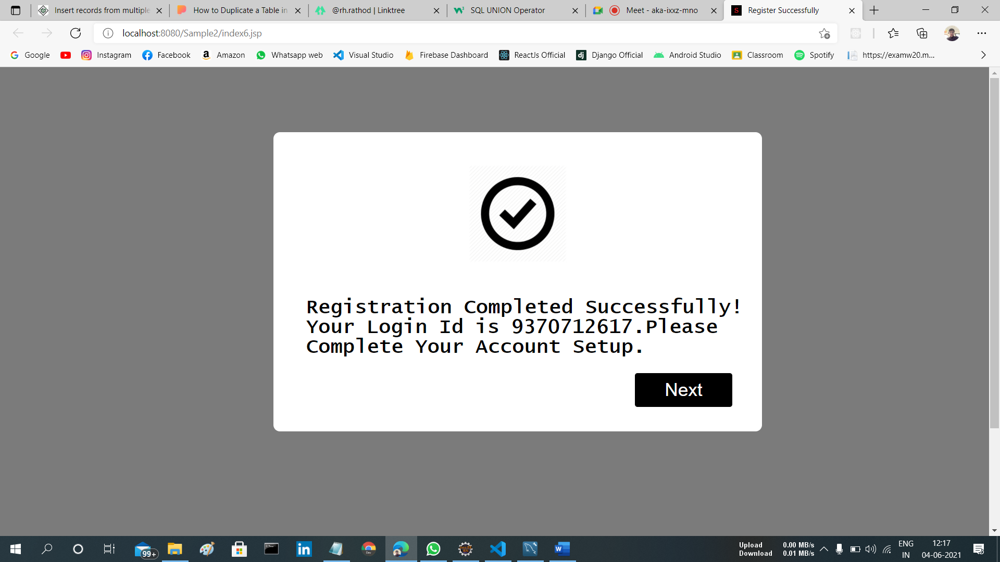 Insert records from multiple
How to Duplicate a Table in
@rh.rathod | Linktree
SQL UNION Operator
Meet - aka-ixxz-mno
S
Register Successfully
localhost:8080/Sample2/index6.jsp
Google
Instagram
Facebook
Amazon
Whatsapp web
Visual Studio
Firebase Dashboard
ReactJs Official
dj
Django Official
Android Studio
Classroom
Spotify
https://examw20.m...
Registration Completed Successfully!
Your Login Id is 9370712617.Please
Complete Your Account Setup.
Next
99+
Upload 0.00 MB/s
Download 0.01 MB/s
ENG
IN
12:17
04-06-2021